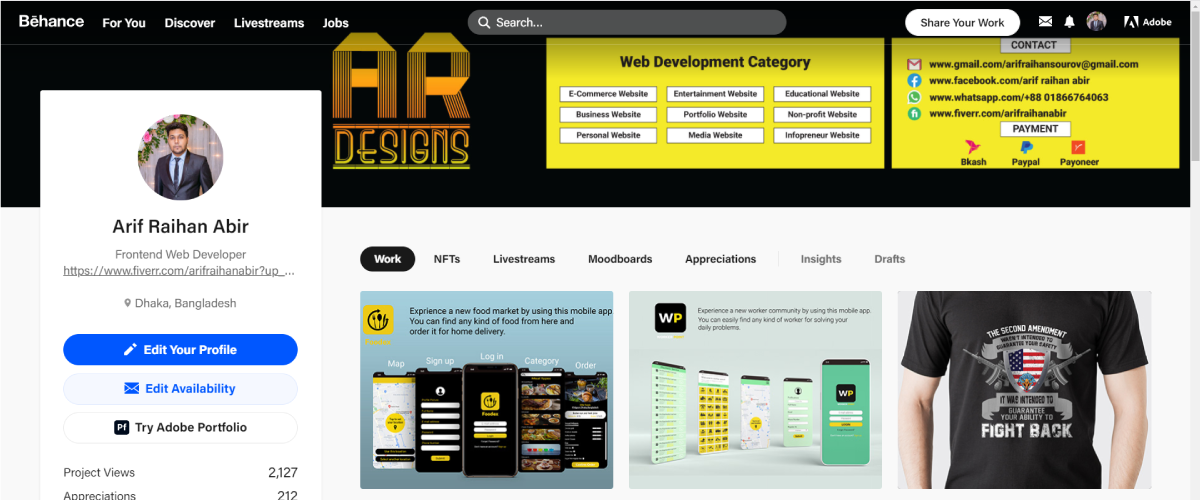 Bēhance For You Discover Livestreams Jobs Search... Share Your Work Adobe
AR
DESIGNS
Web Development Category
E-Commerce Website Entertainment Website Educational Website
Business Website Portfolio Website Non-profit Website
Personal Website Media Website Infopreneur Website
CONTACT
www.gmail.com/arifraihansourov@gmail.com
www.facebook.com/arif raihan abir
www.whatsapp.com/+88 01866764063
www.fiverr.com/arifraihanabir
PAYMENT
Bkash Paypal Payoneer
Arif Raihan Abir
Frontend Web Developer
https://www.fiverr.com/arifraihanabir?up_...
Dhaka, Bangladesh
Edit Your Profile
Edit Availability
Pf Try Adobe Portfolio
Project Views 2,127
Appreciations 212
Work NFTs Livestreams Moodboards Appreciations Insights Drafts
Exprience a new food market by using this mobile app
You can find any kind of food from here and
order it for home delivery.
Foodex
Map Sign up Log in Category Order
Foodex
WP
Exprience a new worker community by using this mobile app.
You can easily find any kind of worker for solving your
daily problems.
WP
THE SECOND AMENDMENT
WASN'T INTENDED TO
GUARANTEE YOUR SAFETY
IT WAS INTENDED TO
GUARANTEE
YOUR ABILITY TO
FIGHT BACK